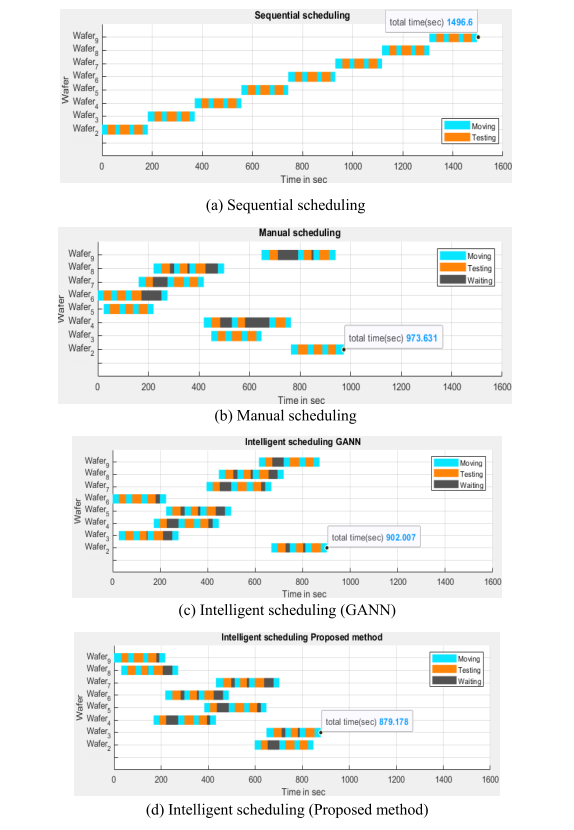 Sequential scheduling
total time(sec) 1496.6
Wafer9
Wafer8
Wafer7
Wafer6
Wafer5
Wafer4
Wafer3
Wafer2
Wafer
Moving
Testing
0 200 400 600 800 1000 1200 1400 1600
Time in sec
(a) Sequential scheduling
Manual scheduling
Wafer9
Wafer8
Wafer7
Wafer6
Wafer5
Wafer4
Wafer3
Wafer2
Wafer
Moving
Testing
Waiting
total time(sec) 973.631
0 200 400 600 800 1000 1200 1400 1600
Time in sec
(b) Manual scheduling
Intelligent scheduling GANN
Wafer9
Wafer8
Wafer7
Wafer6
Wafer5
Wafer4
Wafer3
Wafer2
Wafer
Moving
Testing
Waiting
total time(sec) 902.007
0 200 400 600 800 1000 1200 1400 1600
Time in sec
(c) Intelligent scheduling (GANN)
Intelligent scheduling Proposed method
Wafer9
Wafer8
Wafer7
Wafer6
Wafer5
Wafer4
Wafer3
Wafer2
Wafer
Moving
Testing
Waiting
total time(sec) 879.178
0 200 400 600 800 1000 1200 1400 1600
Time in sec
(d) Intelligent scheduling (Proposed method)